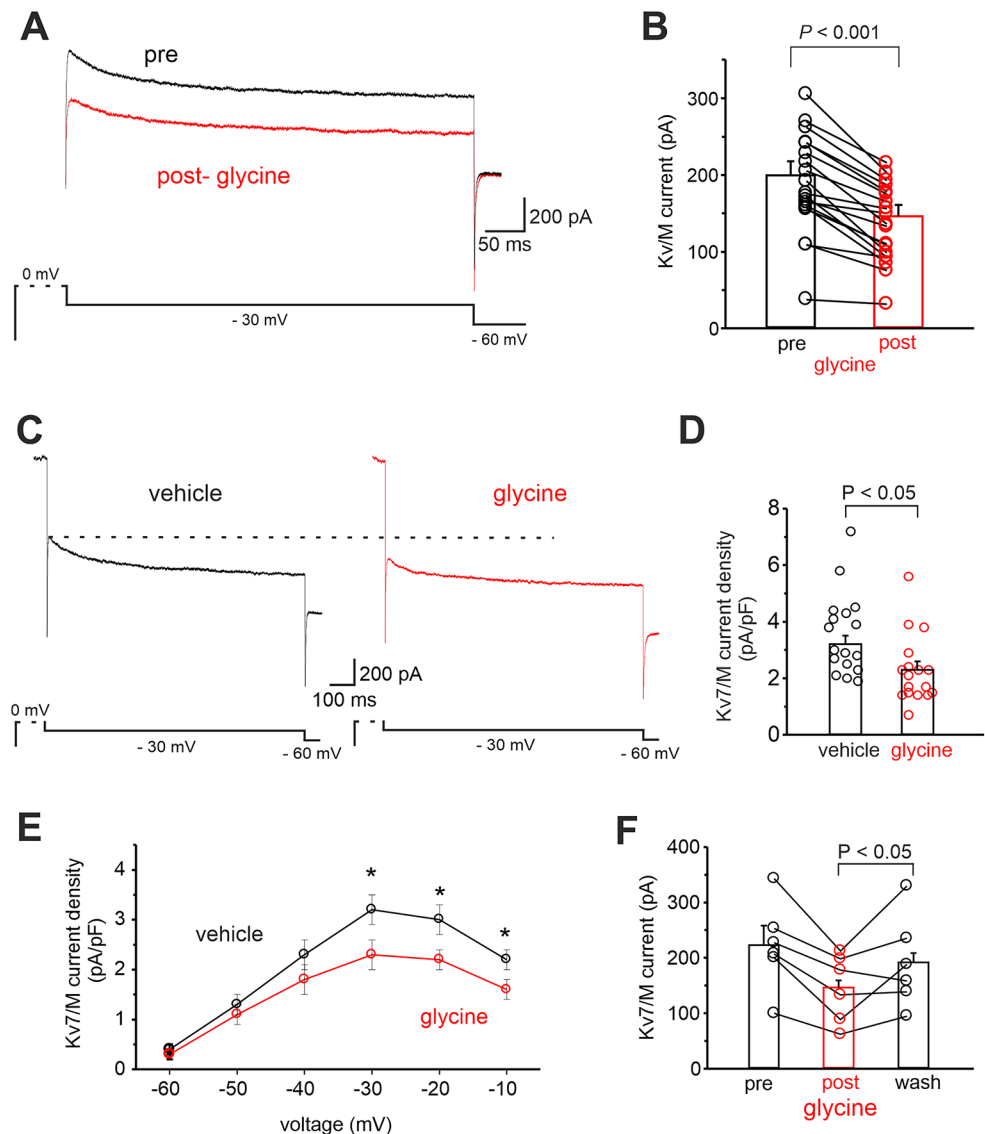 A
pre
post- glycine
200 pA
50 ms
0 mV
- 30 mV
- 60 mV
B
P < 0.001
Kv/M current (pA)
300
200
100
0
pre
post
glycine
C
vehicle
glycine
200 pA
100 ms
0 mV
- 30 mV
- 60 mV
0 mV
- 30 mV
- 60 mV
D
P < 0.05
Kv7/M current density
(pA/pF)
8
6
4
2
0
vehicle
glycine
E
Kv7/M current density
(pA/pF)
4
3
2
1
0
vehicle
glycine
*
*
*
-60
-50
-40
-30
-20
-10
voltage (mV)
F
P < 0.05
Kv7/M current (pA)
400
300
200
100
0
pre
post
wash
glycine